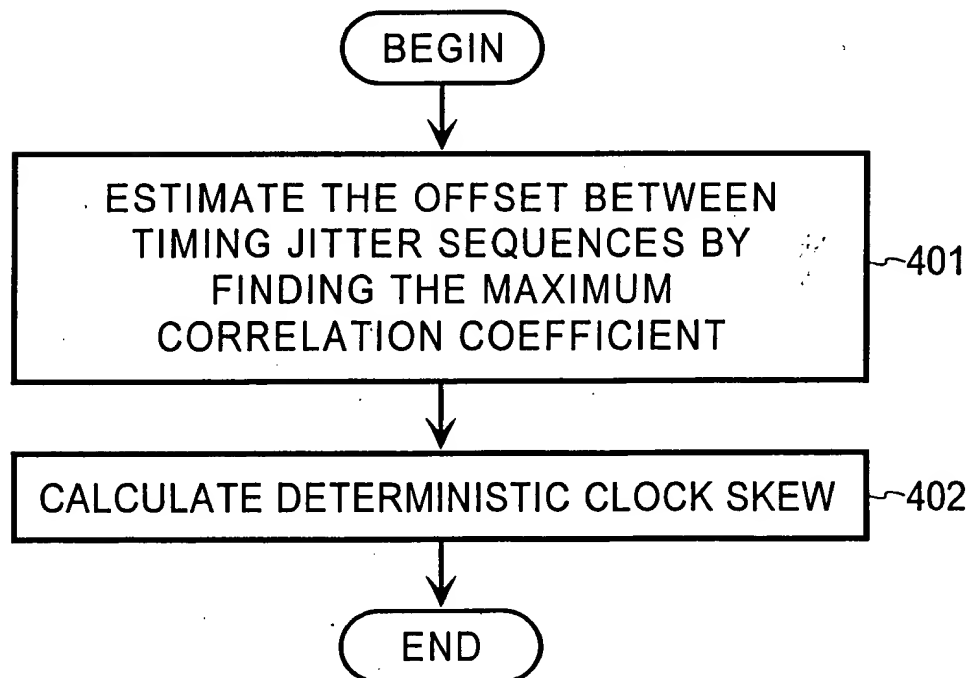 BEGIN
ESTIMATE THE OFFSET BETWEEN
TIMING JITTER SEQUENCES BY
FINDING THE MAXIMUM
CORRELATION COEFFICIENT
401
CALCULATE DETERMINISTIC CLOCK SKEW
402
END